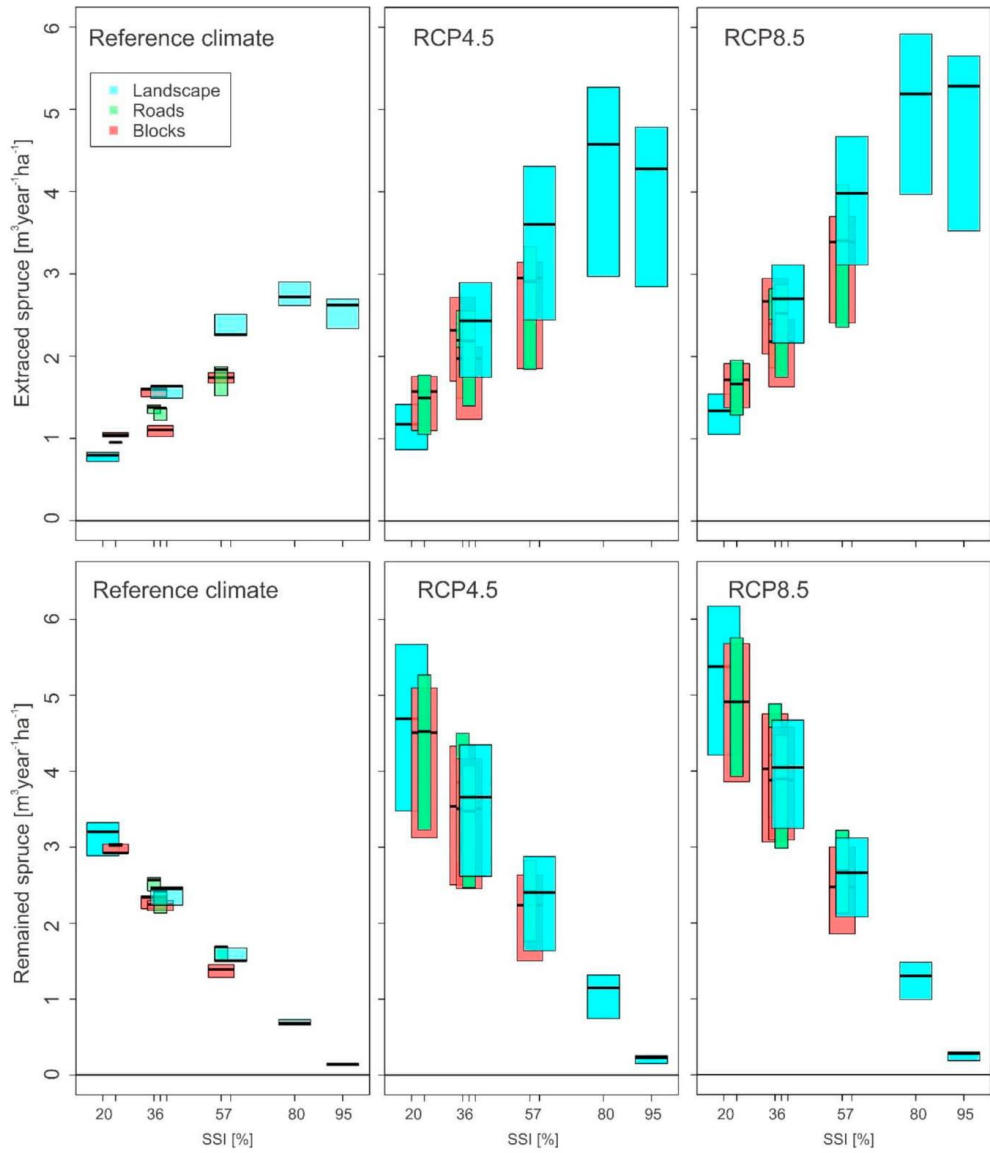 Reference climate
RCP4.5
RCP8.5
Landscape
Roads
Blocks
Extraced spruce [m³year⁻¹ha⁻¹]
0
1
2
3
4
5
6
Reference climate
RCP4.5
RCP8.5
Remained spruce [m³year⁻¹ha⁻¹]
0
1
2
3
4
5
6
20 36 57 80 95
20 36 57 80 95
20 36 57 80 95
SSI [%]
SSI [%]
SSI [%]